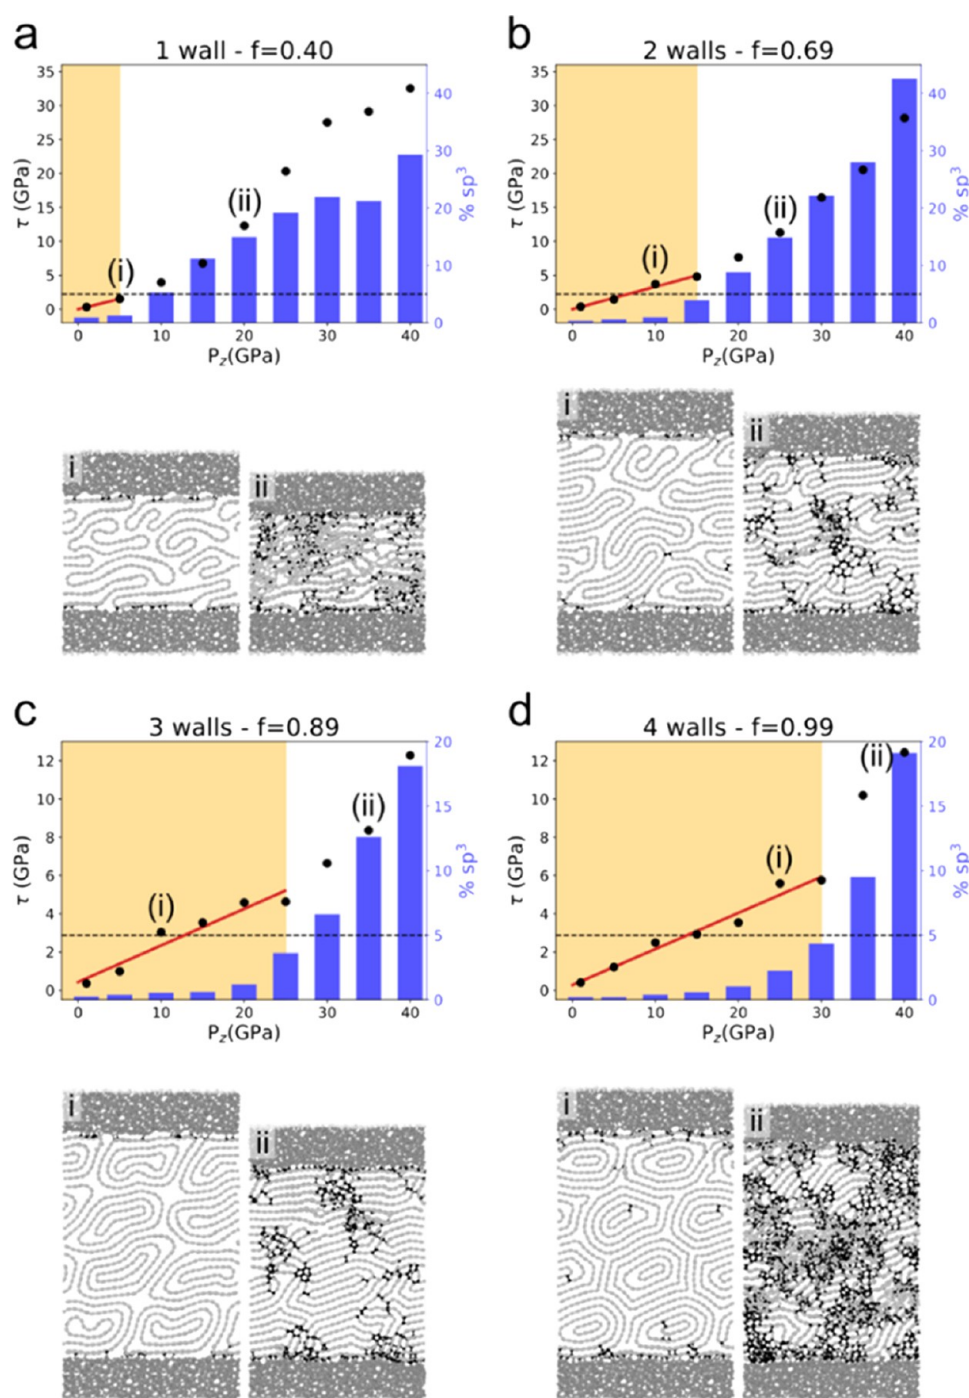 a
1 wall - f=0.40
35
30
25
20
15
10
5
0
τ (GPa)
(i)
(ii)
40
30
20
10
0
% sp³
0 10 20 30 40
P_z(GPa)
b
2 walls - f=0.69
35
30
25
20
15
10
5
0
τ (GPa)
(i)
(ii)
40
30
20
10
0
% sp³
0 10 20 30 40
P_z(GPa)
i
ii
i
ii
c
3 walls - f=0.89
12
10
8
6
4
2
0
τ (GPa)
(i)
(ii)
20
15
10
5
0
% sp³
0 10 20 30 40
P_z(GPa)
d
4 walls - f=0.99
12
10
8
6
4
2
0
τ (GPa)
(i)
(ii)
20
15
10
5
0
% sp³
0 10 20 30 40
P_z(GPa)
i
ii
i
ii